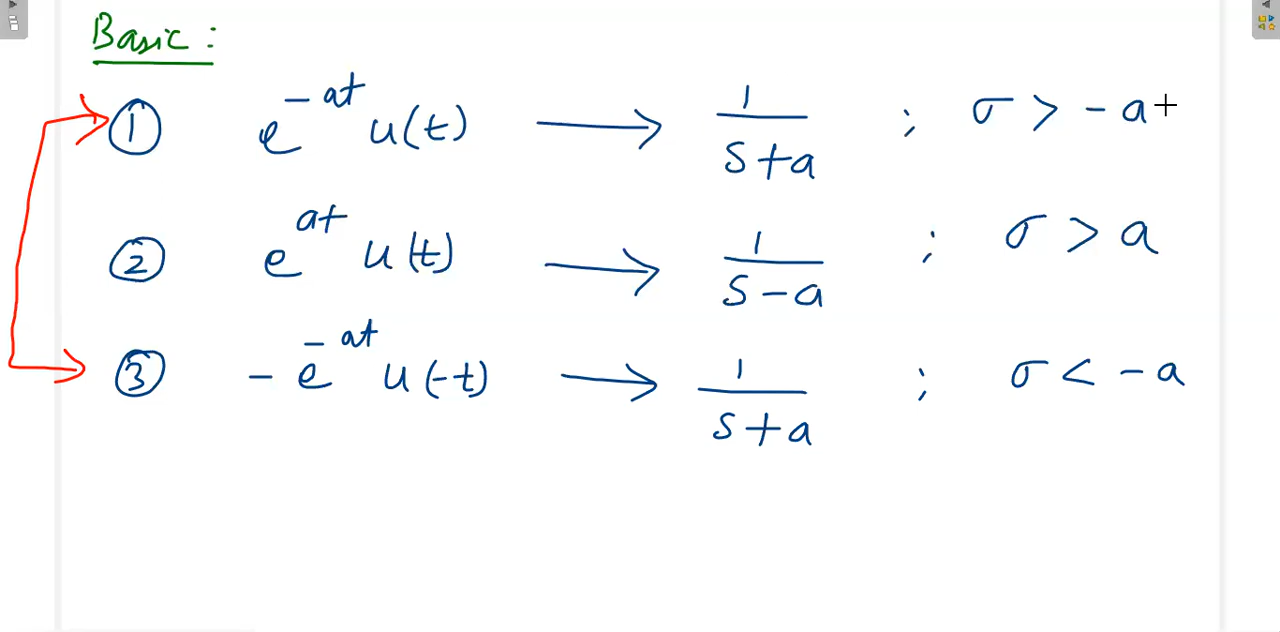 Basic:
① e^{-at} u(t) ⟶ 1/(s+a) ; σ > -a
② e^{at} u(t) ⟶ 1/(s-a) ; σ > a
③ -e^{-at} u(-t) ⟶ 1/(s+a) ; σ < -a